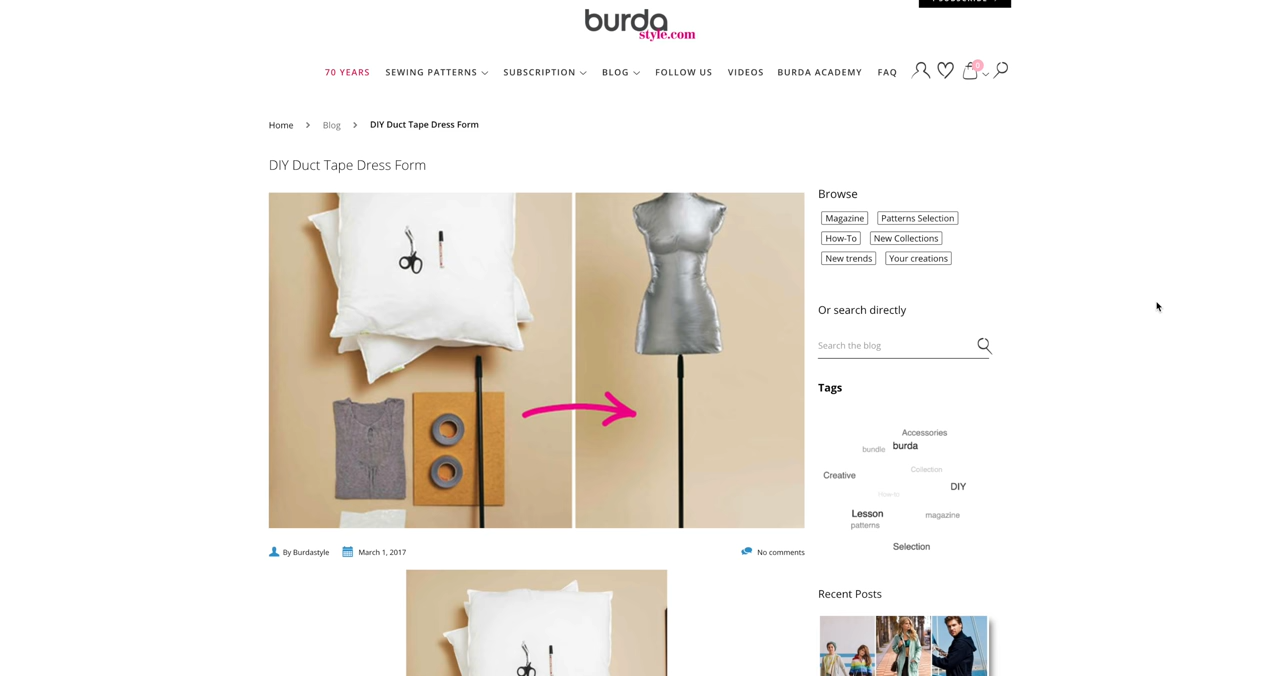 burda
style.com
70 YEARS SEWING PATTERNS SUBSCRIPTION BLOG FOLLOW US VIDEOS BURDA ACADEMY FAQ 0
Home > Blog > DIY Duct Tape Dress Form
DIY Duct Tape Dress Form
Browse
Magazine Patterns Selection
How-To New Collections
New trends Your creations
Or search directly
Search the blog
Tags
Accessories
bundle burda
Collection
Creative
DIY
How-to
Lesson magazine
patterns
Selection
By Burdastyle March 1, 2017 No comments
Recent Posts